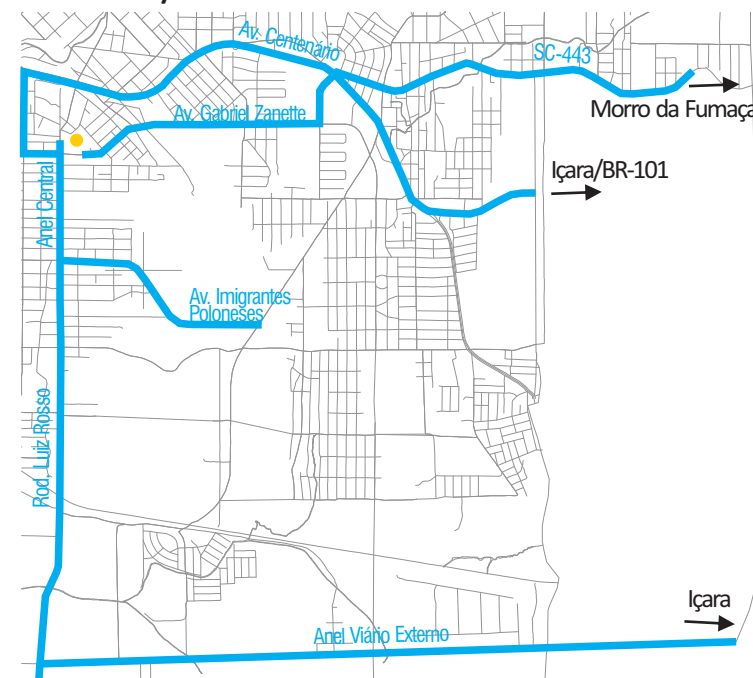 Av. Centenário
SC-443
Morro da Fumaça
Av. Gabriel Zanette
Içara/BR-101
Anel Central
Av. Imigrantes
Poloneses
Rod. Luiz Rosso
Içara
Anel Viário Externo